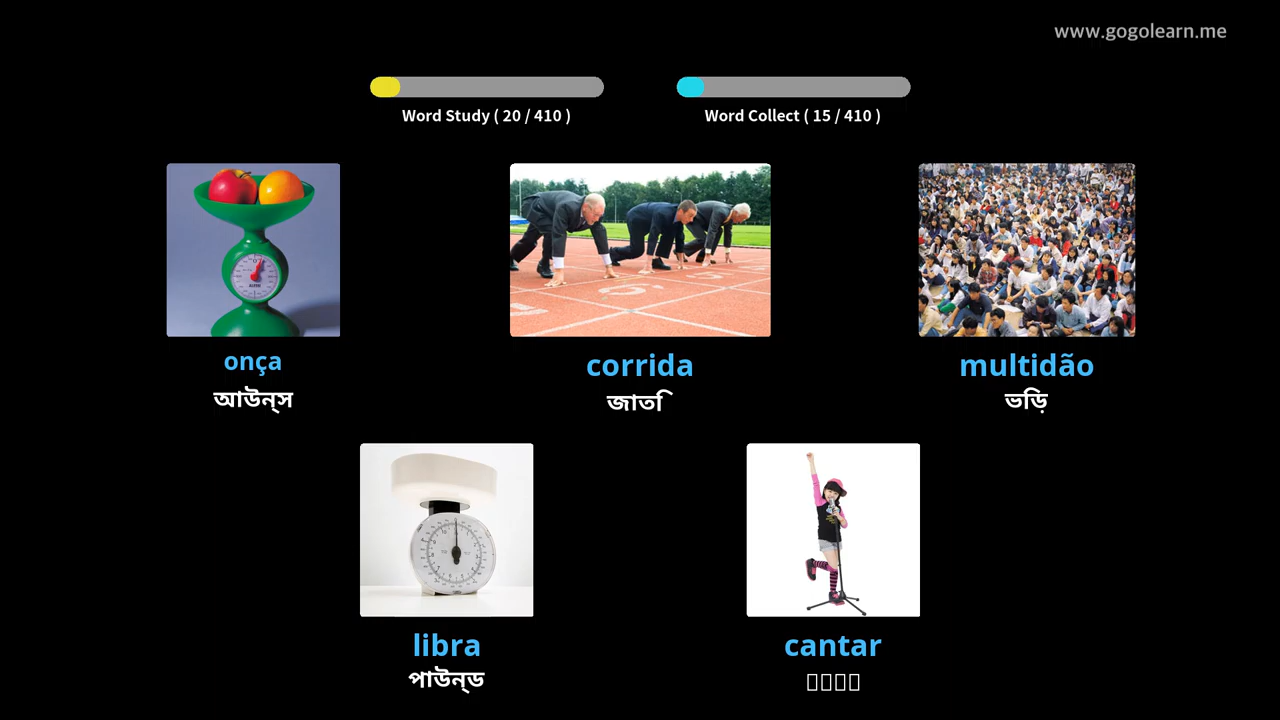 www.gogolearn.me
Word Study ( 20 / 410 )
Word Collect ( 15 / 410 )
onça
আউন্স
corrida
জাতি
multidão
ভিড়
libra
পাউন্ড
cantar